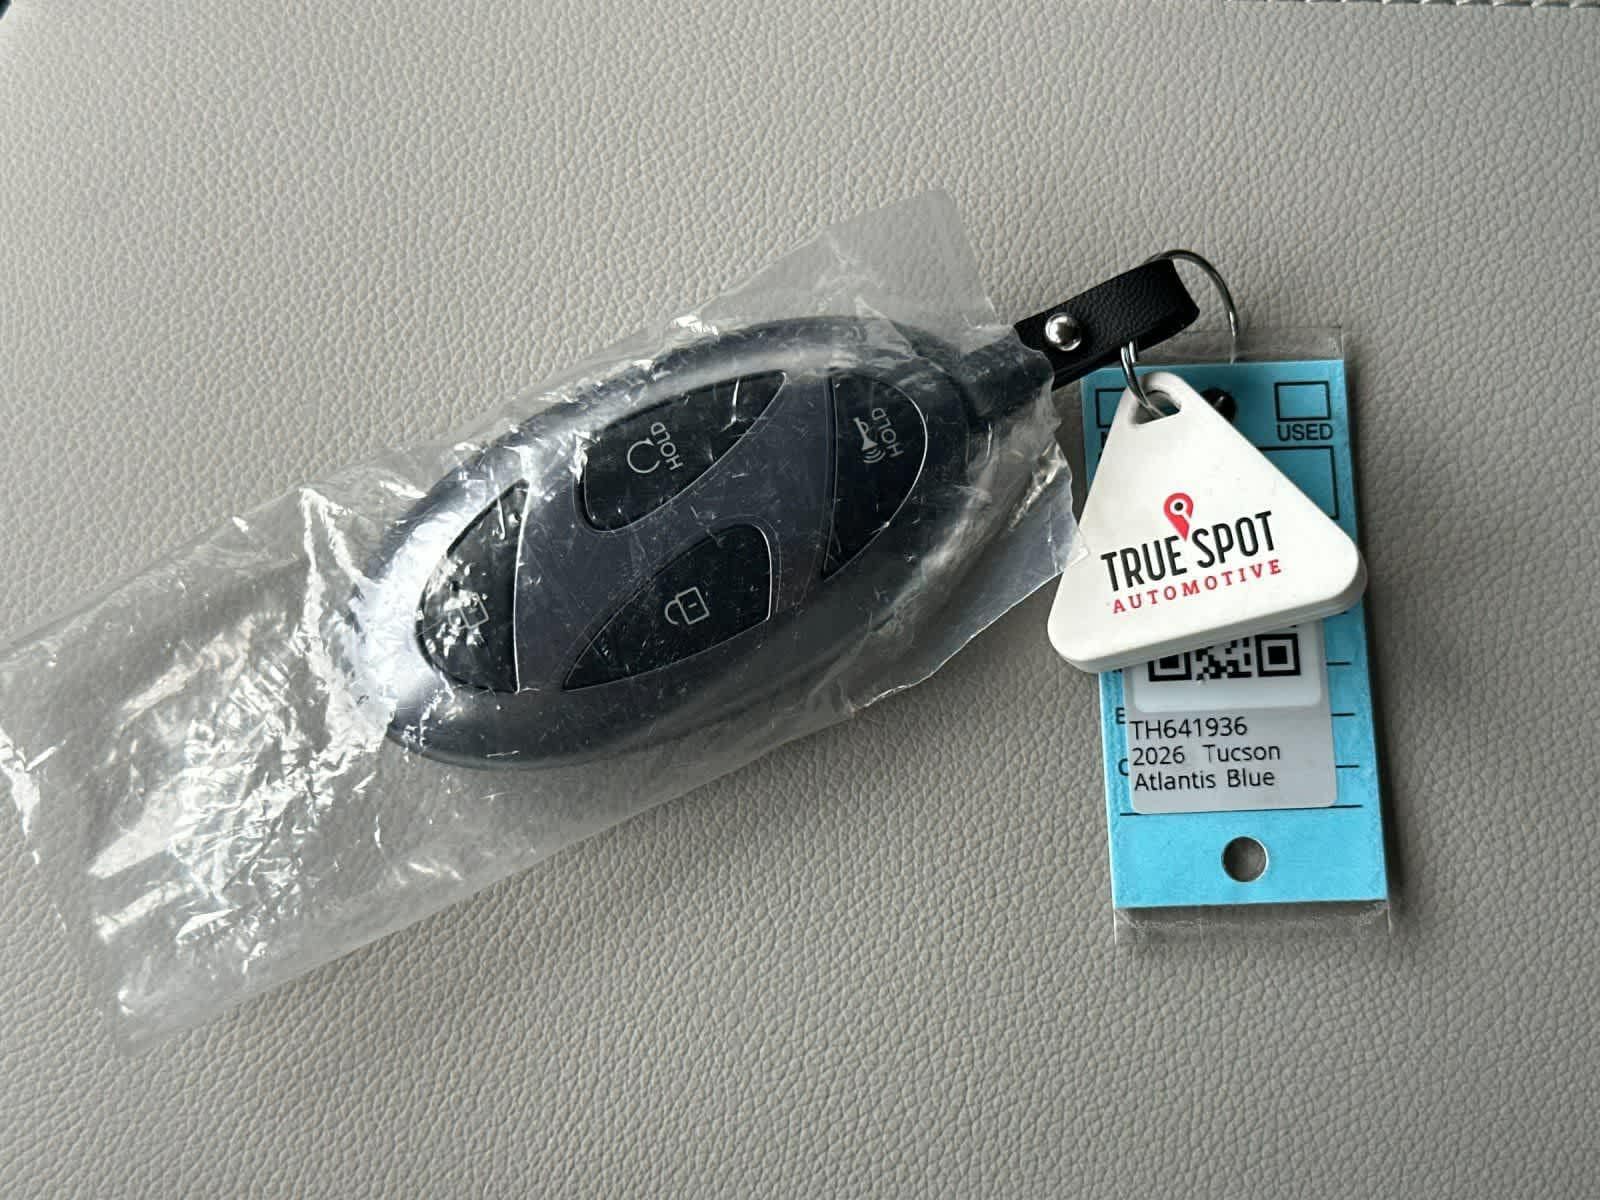 HOLD
HOLD
USED
TRUE SPOT
AUTOMOTIVE
TH641936
2026 Tucson
Atlantis Blue